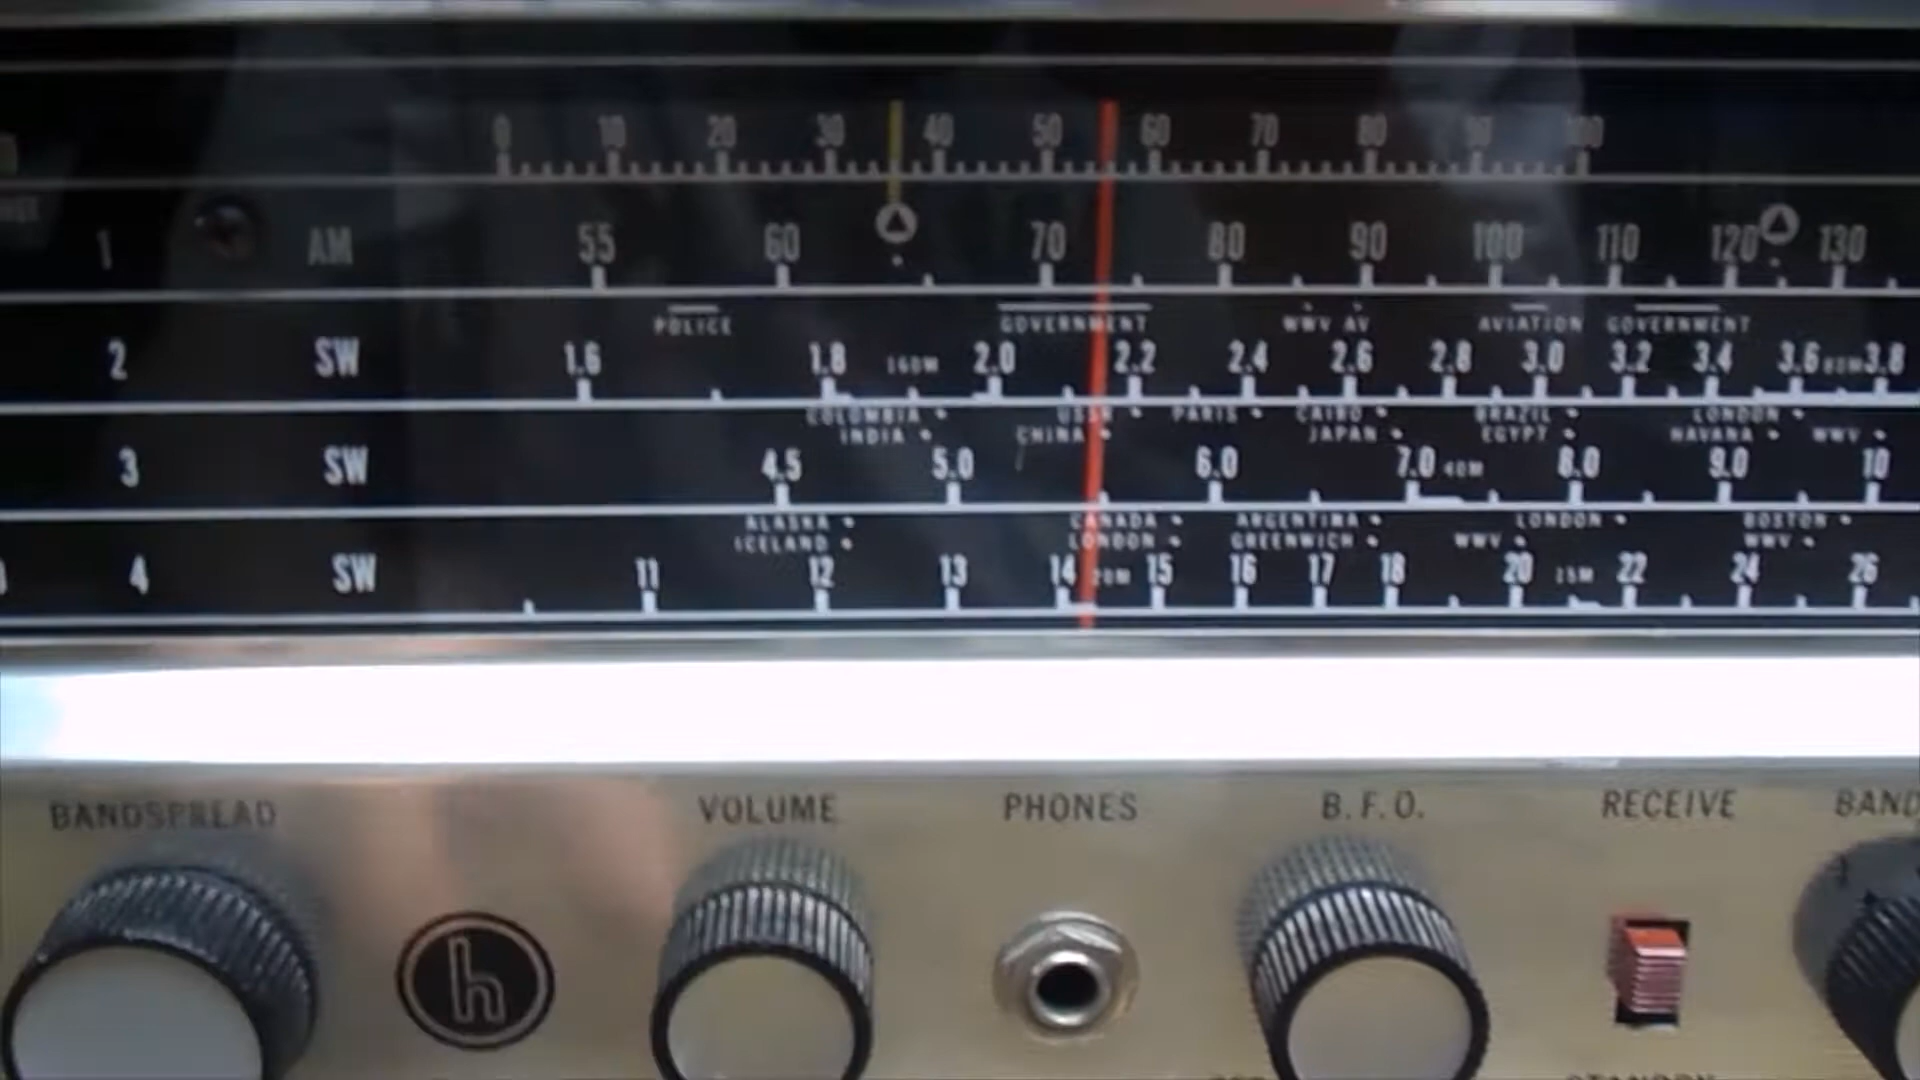 0 10 20 30 40 50 60 70 80 90 100
1 AM 55 60 70 80 90 100 110 120 130
POLICE GOVERNMENT WWV AV AVIATION GOVERNMENT
2 SW 1.6 1.8 160M 2.0 2.2 2.4 2.6 2.8 3.0 3.2 3.4 3.6 80M 3.8
COLOMBIA USSR PARIS CAIRO BRAZIL LONDON
INDIA CHINA JAPAN EGYPT HAVANA WWV
3 SW 4.5 5.0 6.0 7.0 40M 8.0 9.0 10
ALASKA CANADA ARGENTINA LONDON BOSTON
ICELAND LONDON GREENWICH WWV WWV
4 SW 11 12 13 14 20M 15 16 17 18 20 15M 22 24 26
BANDSPREAD VOLUME PHONES B.F.O. RECEIVE BAND
h